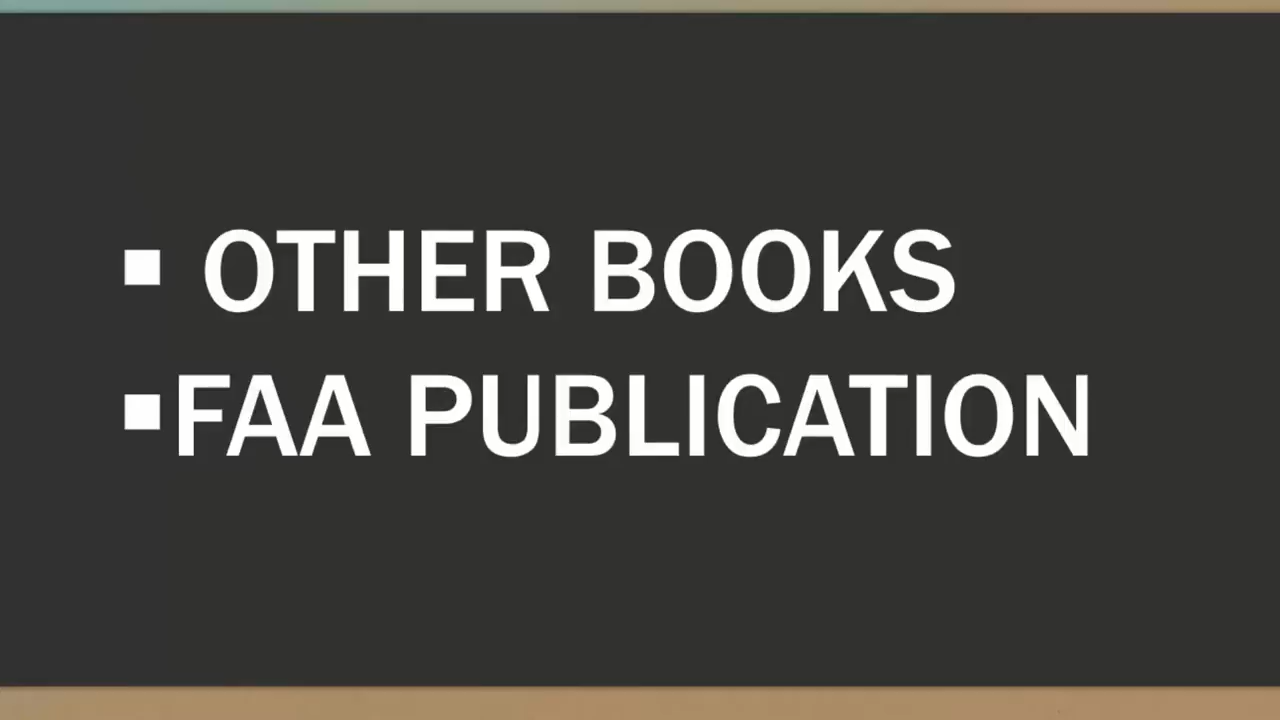 ▪ OTHER BOOKS
▪FAA PUBLICATION